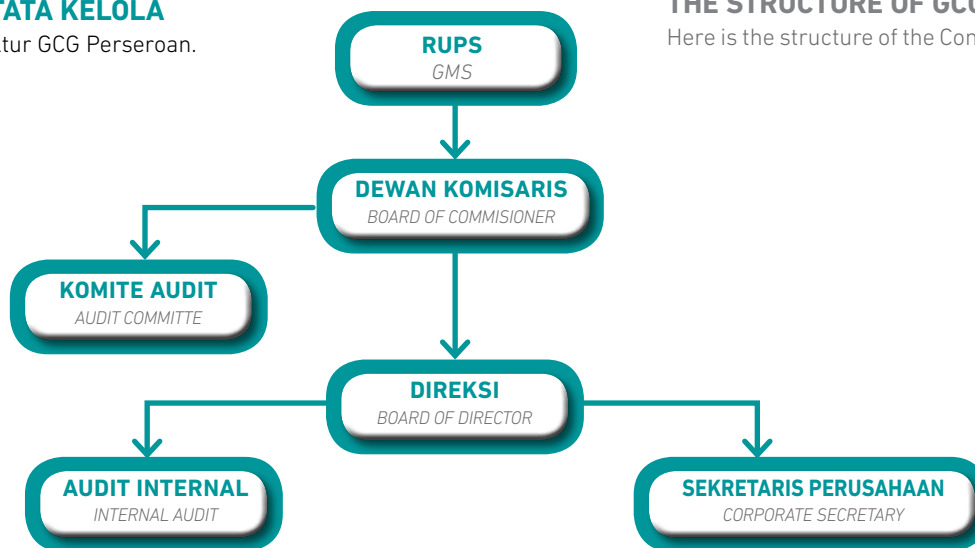 TATA KELOLA
tur GCG Perseroan.
THE STRUCTURE OF GCG
Here is the structure of the Con
RUPS
GMS
DEWAN KOMISARIS
BOARD OF COMMISIONER
KOMITE AUDIT
AUDIT COMMITTE
DIREKSI
BOARD OF DIRECTOR
AUDIT INTERNAL
INTERNAL AUDIT
SEKRETARIS PERUSAHAAN
CORPORATE SECRETARY